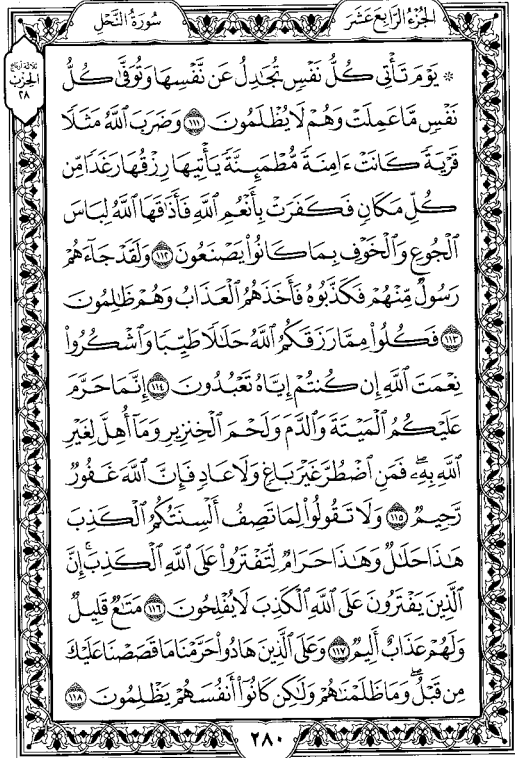 الجزء الرابع عشر
سورة النحل
ثلاثة أرباع
الحزب
٢٨
۞ يَوْمَ تَأْتِى كُلُّ نَفْسٍ تُجَٰدِلُ عَن نَّفْسِهَا وَتُوَفَّىٰ كُلُّ
نَفْسٍ مَّا عَمِلَتْ وَهُمْ لَا يُظْلَمُونَ ١١١ وَضَرَبَ ٱللَّهُ مَثَلًا
قَرْيَةً كَانَتْ ءَامِنَةً مُّطْمَئِنَّةً يَأْتِيهَا رِزْقُهَا رَغَدًا مِّن
كُلِّ مَكَانٍ فَكَفَرَتْ بِأَنْعُمِ ٱللَّهِ فَأَذَٰقَهَا ٱللَّهُ لِبَاسَ
ٱلْجُوعِ وَٱلْخَوْفِ بِمَا كَانُوا۟ يَصْنَعُونَ ١١٢ وَلَقَدْ جَآءَهُمْ
رَسُولٌ مِّنْهُمْ فَكَذَّبُوهُ فَأَخَذَهُمُ ٱلْعَذَابُ وَهُمْ ظَٰلِمُونَ
١١٣ فَكُلُوا۟ مِمَّا رَزَقَكُمُ ٱللَّهُ حَلَٰلًا طَيِّبًا وَٱشْكُرُوا۟
نِعْمَتَ ٱللَّهِ إِن كُنتُمْ إِيَّاهُ تَعْبُدُونَ ١١٤ إِنَّمَا حَرَّمَ
عَلَيْكُمُ ٱلْمَيْتَةَ وَٱلدَّمَ وَلَحْمَ ٱلْخِنزِيرِ وَمَآ أُهِلَّ لِغَيْرِ
ٱللَّهِ بِهِۦ ۖ فَمَنِ ٱضْطُرَّ غَيْرَ بَاغٍ وَلَا عَادٍ فَإِنَّ ٱللَّهَ غَفُورٌ
رَّحِيمٌ ١١٥ وَلَا تَقُولُوا۟ لِمَا تَصِفُ أَلْسِنَتُكُمُ ٱلْكَذِبَ
هَٰذَا حَلَٰلٌ وَهَٰذَا حَرَامٌ لِّتَفْتَرُوا۟ عَلَى ٱللَّهِ ٱلْكَذِبَ ۚ إِنَّ
ٱلَّذِينَ يَفْتَرُونَ عَلَى ٱللَّهِ ٱلْكَذِبَ لَا يُفْلِحُونَ ١١٦ مَتَٰعٌ قَلِيلٌ
وَلَهُمْ عَذَابٌ أَلِيمٌ ١١٧ وَعَلَى ٱلَّذِينَ هَادُوا۟ حَرَّمْنَا مَا قَصَصْنَا عَلَيْكَ
مِن قَبْلُ ۖ وَمَا ظَلَمْنَٰهُمْ وَلَٰكِن كَانُوٓا۟ أَنفُسَهُمْ يَظْلِمُونَ ١١٨
٢٨٠